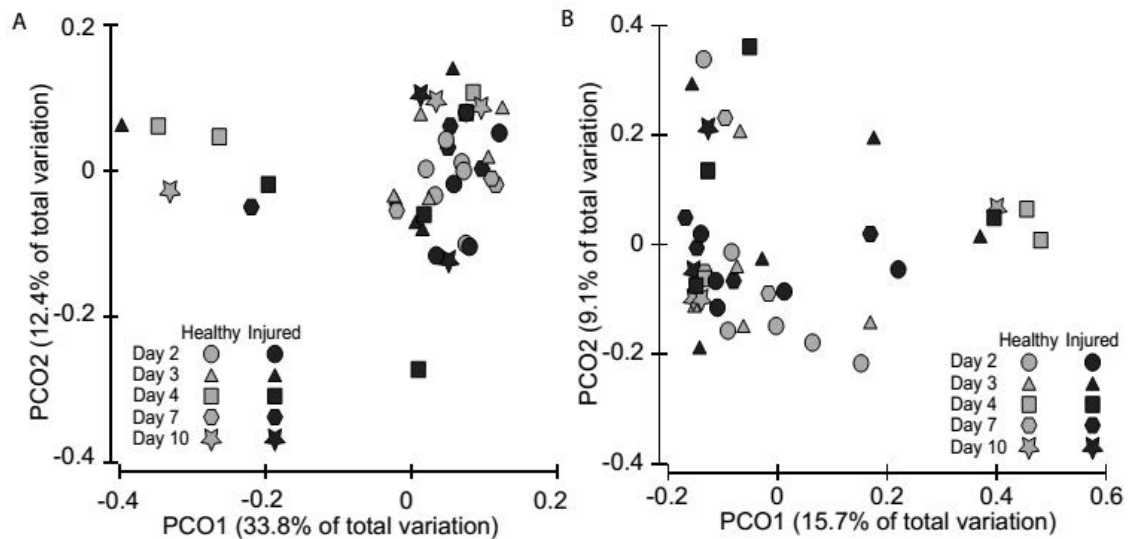 A
0.2
0
-0.2
-0.4
PCO2 (12.4% of total variation)
Healthy Injured
Day 2
Day 3
Day 4
Day 7
Day 10
-0.4 -0.2 0 0.2
PCO1 (33.8% of total variation)
B
0.4
0.2
0
-0.2
-0.4
PCO2 (9.1% of total variation)
Healthy Injured
Day 2
Day 3
Day 4
Day 7
Day 10
-0.2 0 0.2 0.4 0.6
PCO1 (15.7% of total variation)